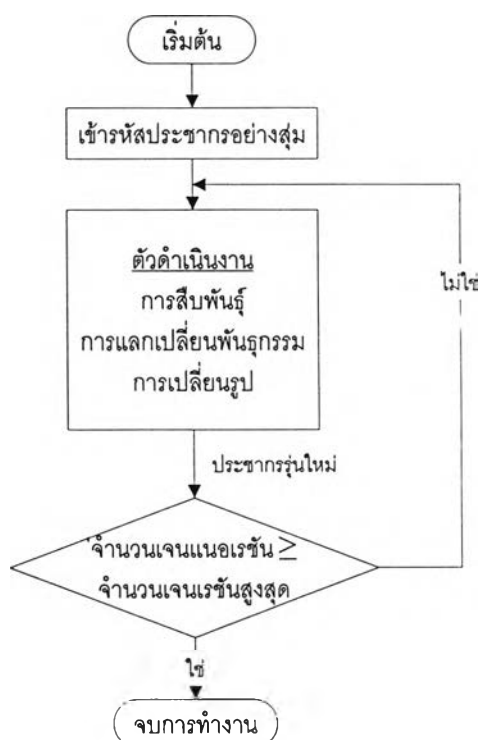 เริ่มต้น
เข้ารหัสประชากรอย่างสุ่ม
ตัวดำเนินงาน
การสืบพันธุ์
การแลกเปลี่ยนพันธุกรรม
การเปลี่ยนรูป
ไม่ใช่
ประชากรรุ่นใหม่
จำนวนเจนแนอเรชัน ≥
จำนวนเจนเรชันสูงสุด
ใช่
จบการทำงาน